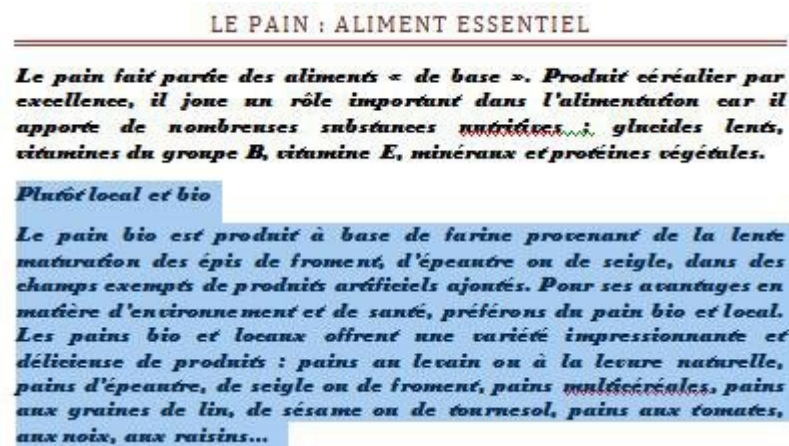 LE PAIN : ALIMENT ESSENTIEL
Le pain fait partie des aliments « de base ». Produit céréalier par
excellence, il joue un rôle important dans l'alimentation car il
apporte de nombreuses substances nutritives : glucides lents,
vitamines du groupe B, vitamine E, minéraux et protéines végétales.
Plutôt local et bio
Le pain bio est produit à base de farine provenant de la lente
maturation des épis de froment, d'épeautre ou de seigle, dans des
champs exempts de produits artificiels ajoutés. Pour ses avantages en
matière d'environnement et de santé, préférons du pain bio et local.
Les pains bio et locaux offrent une variété impressionnante et
délicieuse de produits : pains au levain ou à la levure naturelle,
pains d'épeautre, de seigle ou de froment, pains multicéréales, pains
aux graines de lin, de sésame ou de tournesol, pains aux tomates,
aux noix, aux raisins...